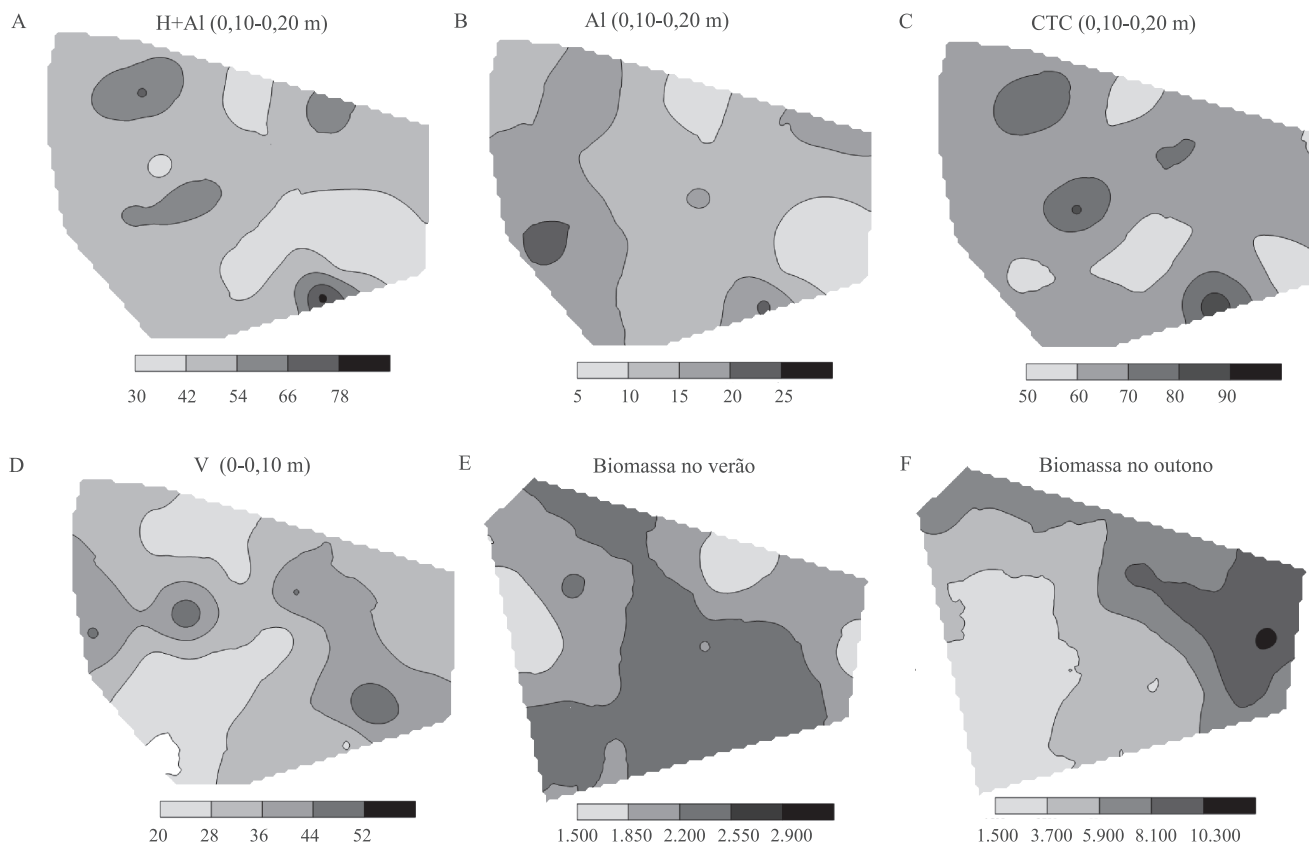 A
H+Al (0,10-0,20 m)
B
Al (0,10-0,20 m)
C
CTC (0,10-0,20 m)
30 42 54 66 78
5 10 15 20 25
50 60 70 80 90
D
V (0-0,10 m)
E
Biomassa no verão
F
Biomassa no outono
20 28 36 44 52
1.500 1.850 2.200 2.550 2.900
1.500 3.700 5.900 8.100 10.300